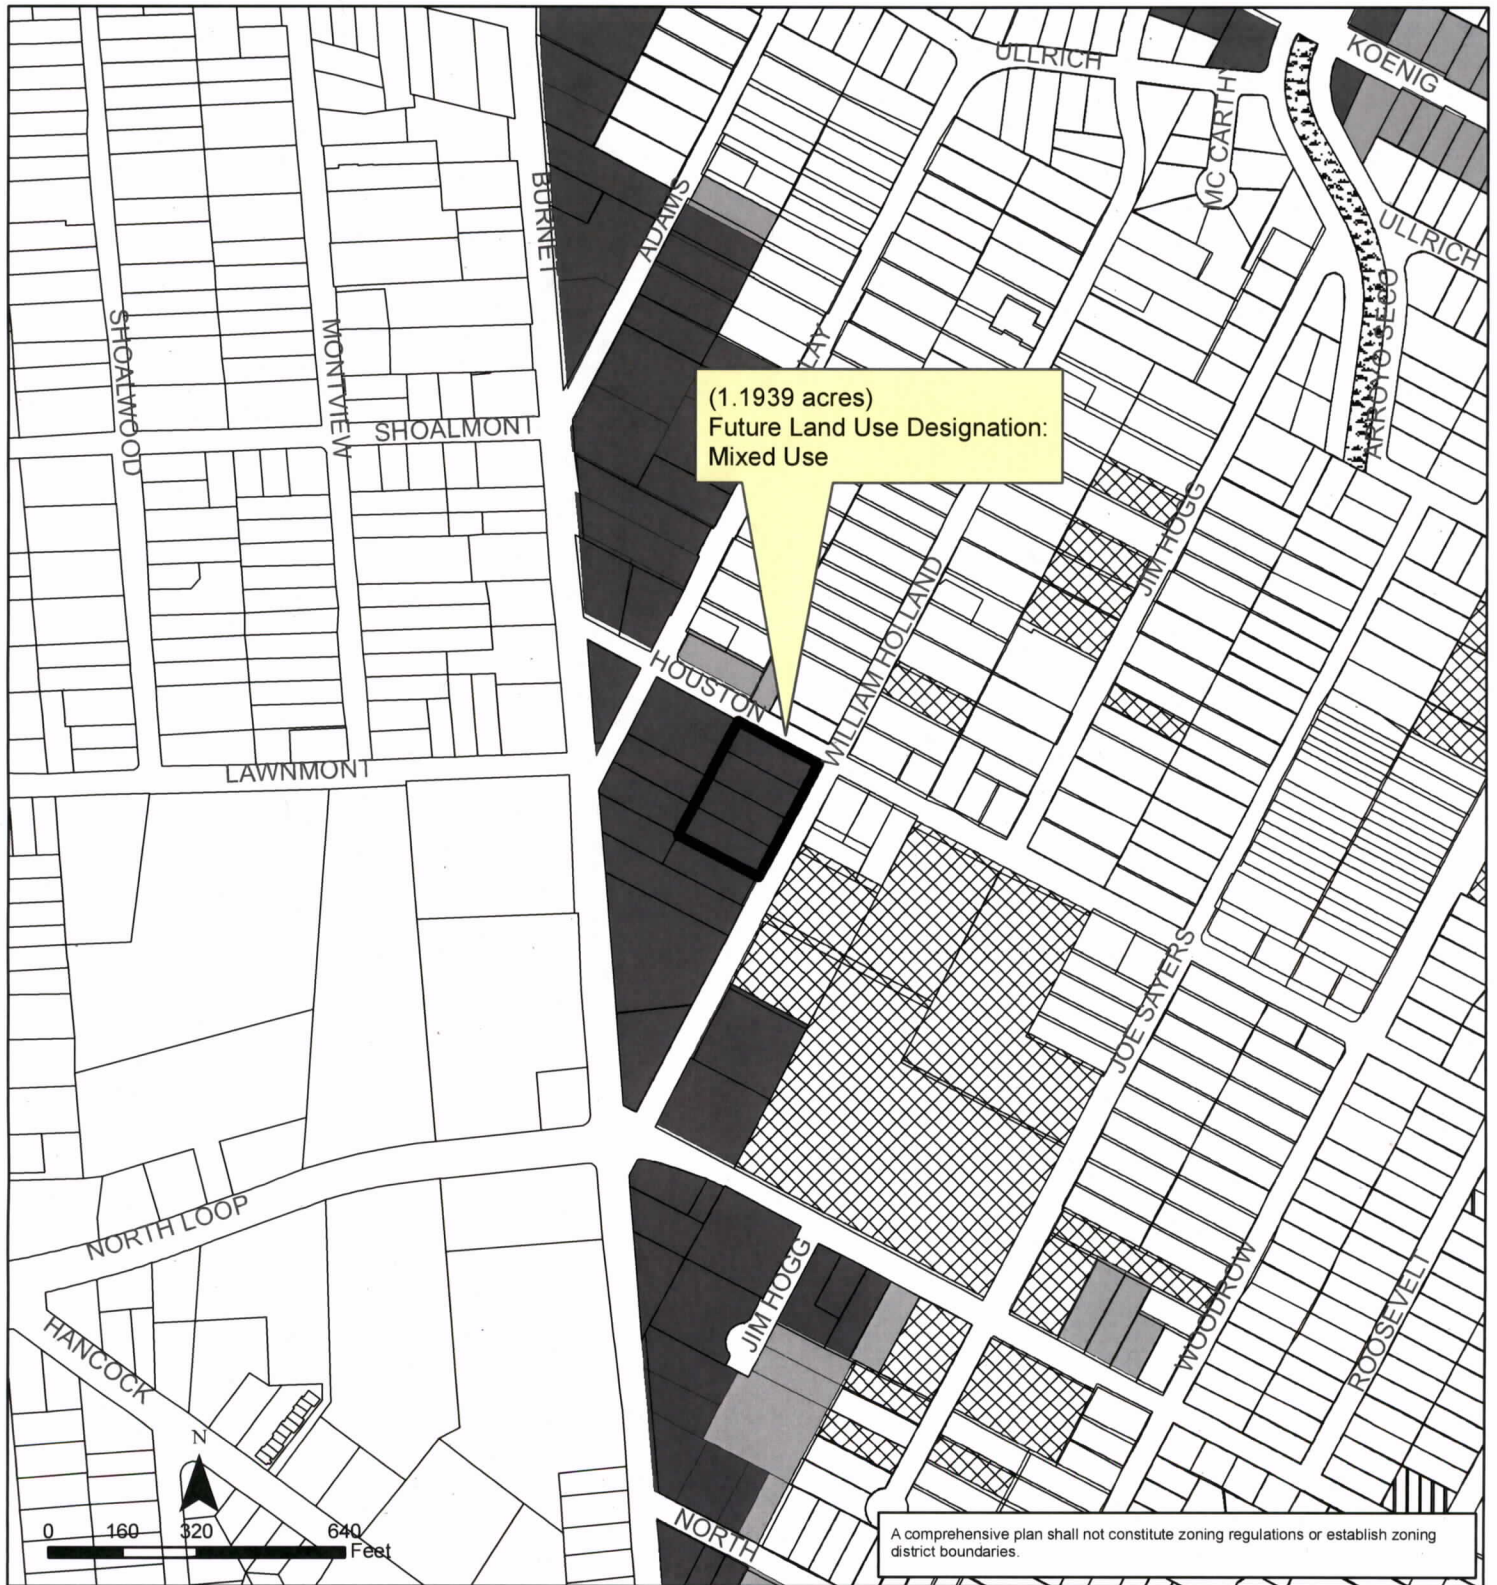 ULLRICH
KOENIG
MC CARTHY
BURNET
ADAMS
ULLRICH
ARROYO SECO
SHOALWOOD
MONTVIEW
LAY
SHOALMONT
(1.1939 acres)
Future Land Use Designation:
Mixed Use
JIM HOGG
WILLIAM HOLLAND
HOUSTON
LAWNMONT
JOE SAYERS
NORTH LOOP
JIM HOGG
WOODROW
ROOSEVELT
HANCOCK
N
0 160 320 640
Feet
NORTH
A comprehensive plan shall not constitute zoning regulations or establish zoning
district boundaries.